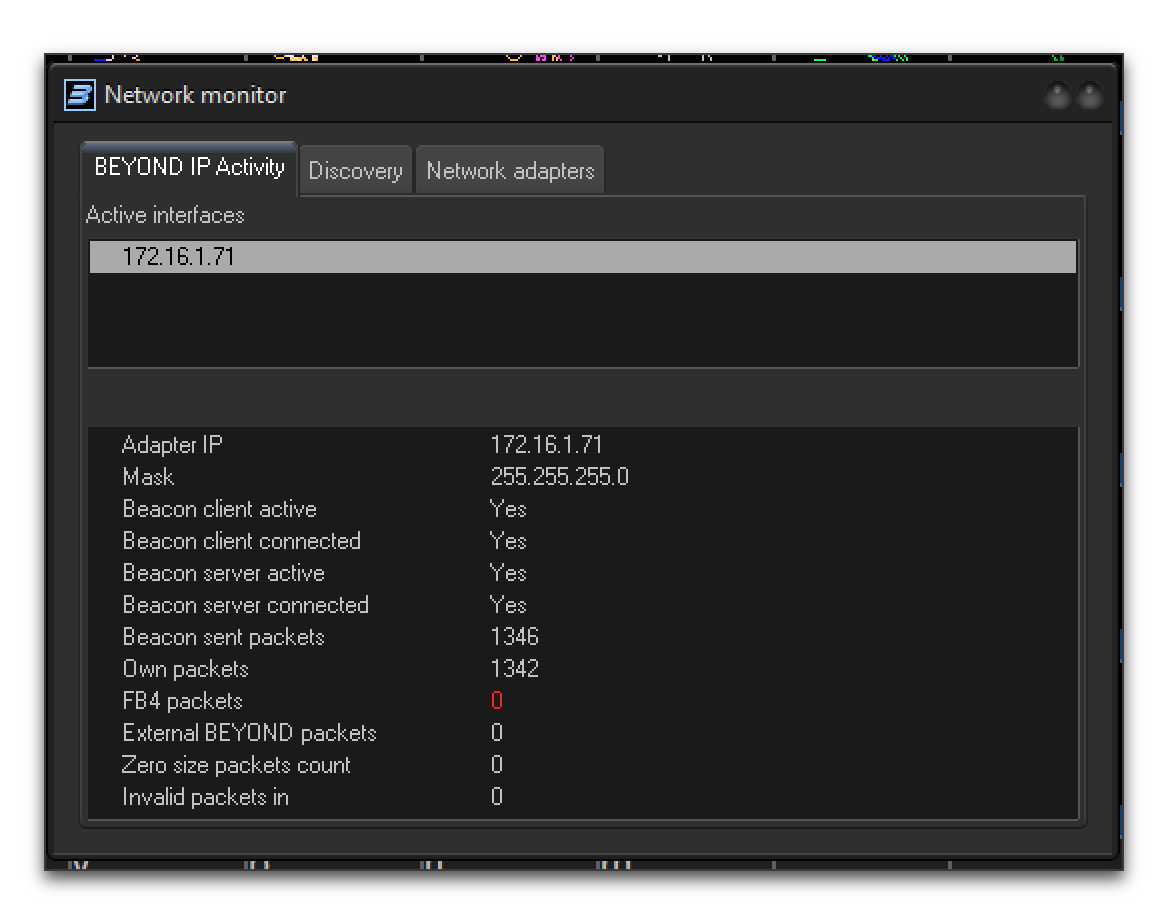 Network monitor
BEYOND IP Activity Discovery Network adapters
Active interfaces
172.16.1.71
Adapter IP 172.16.1.71
Mask 255.255.255.0
Beacon client active Yes
Beacon client connected Yes
Beacon server active Yes
Beacon server connected Yes
Beacon sent packets 1346
Own packets 1342
FB4 packets 0
External BEYOND packets 0
Zero size packets count 0
Invalid packets in 0